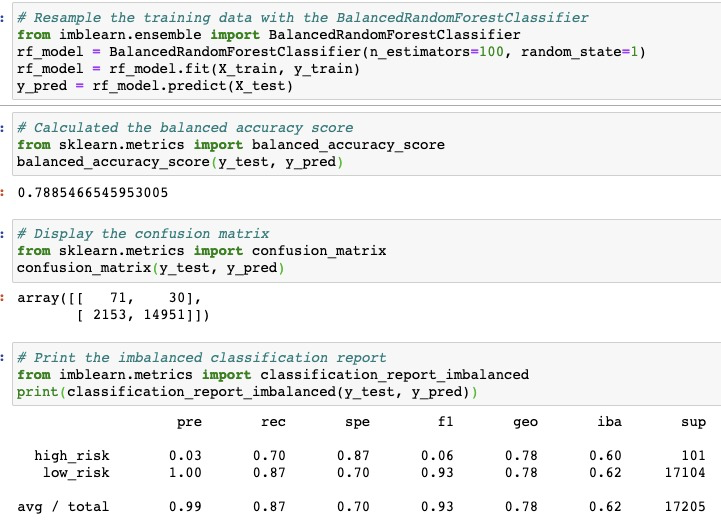 # Resample the training data with the BalancedRandomForestClassifier
from imblearn.ensemble import BalancedRandomForestClassifier
rf_model = BalancedRandomForestClassifier(n_estimators=100, random_state=1)
rf_model = rf_model.fit(X_train, y_train)
y_pred = rf_model.predict(X_test)
# Calculated the balanced accuracy score
from sklearn.metrics import balanced_accuracy_score
balanced_accuracy_score(y_test, y_pred)
0.7885466545953005
# Display the confusion matrix
from sklearn.metrics import confusion_matrix
confusion_matrix(y_test, y_pred)
array([[   71,    30],
       [ 2153, 14951]])
# Print the imbalanced classification report
from imblearn.metrics import classification_report_imbalanced
print(classification_report_imbalanced(y_test, y_pred))
pre rec spe f1 geo iba sup
high_risk 0.03 0.70 0.87 0.06 0.78 0.60 101
low_risk 1.00 0.87 0.70 0.93 0.78 0.62 17104
avg / total 0.99 0.87 0.70 0.93 0.78 0.62 17205